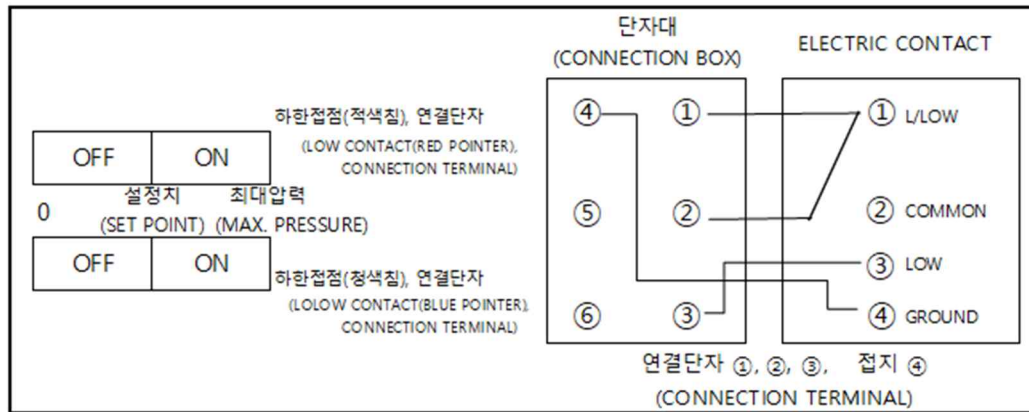 단자대
(CONNECTION BOX)
ELECTRIC CONTACT
하한접점(적색침), 연결단자
(LOW CONTACT(RED POINTER),
CONNECTION TERMINAL)
OFF ON
0 설정치 최대압력
(SET POINT) (MAX. PRESSURE)
OFF ON
하한접점(청색침), 연결단자
(LOLOW CONTACT(BLUE POINTER),
CONNECTION TERMINAL)
④ ①
⑤ ②
⑥ ③
① L/LOW
② COMMON
③ LOW
④ GROUND
연결단자 ①, ②, ③, 접지 ④
(CONNECTION TERMINAL)